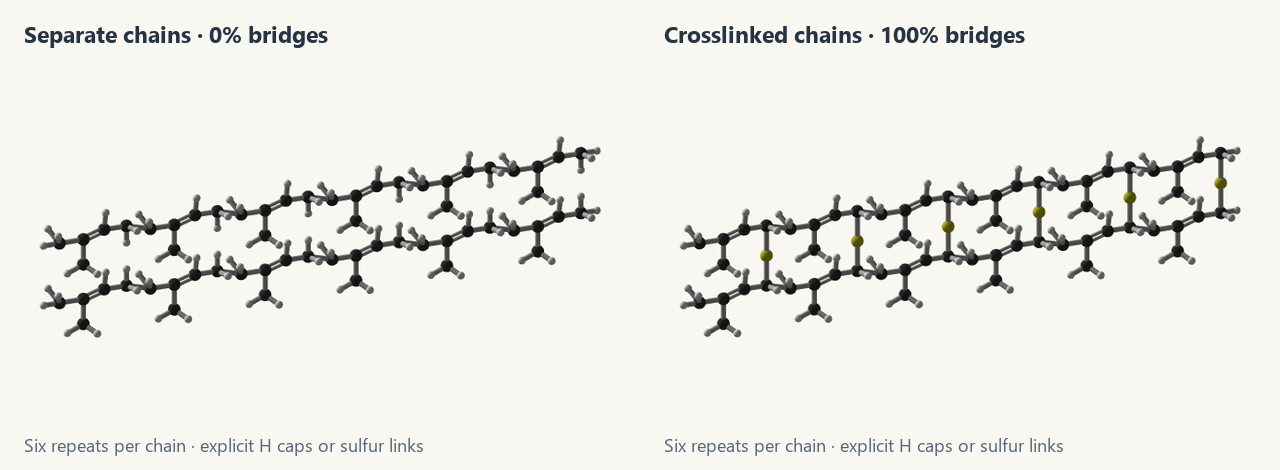 Separate chains · 0% bridges
Crosslinked chains · 100% bridges
Six repeats per chain · explicit H caps or sulfur links
Six repeats per chain · explicit H caps or sulfur links